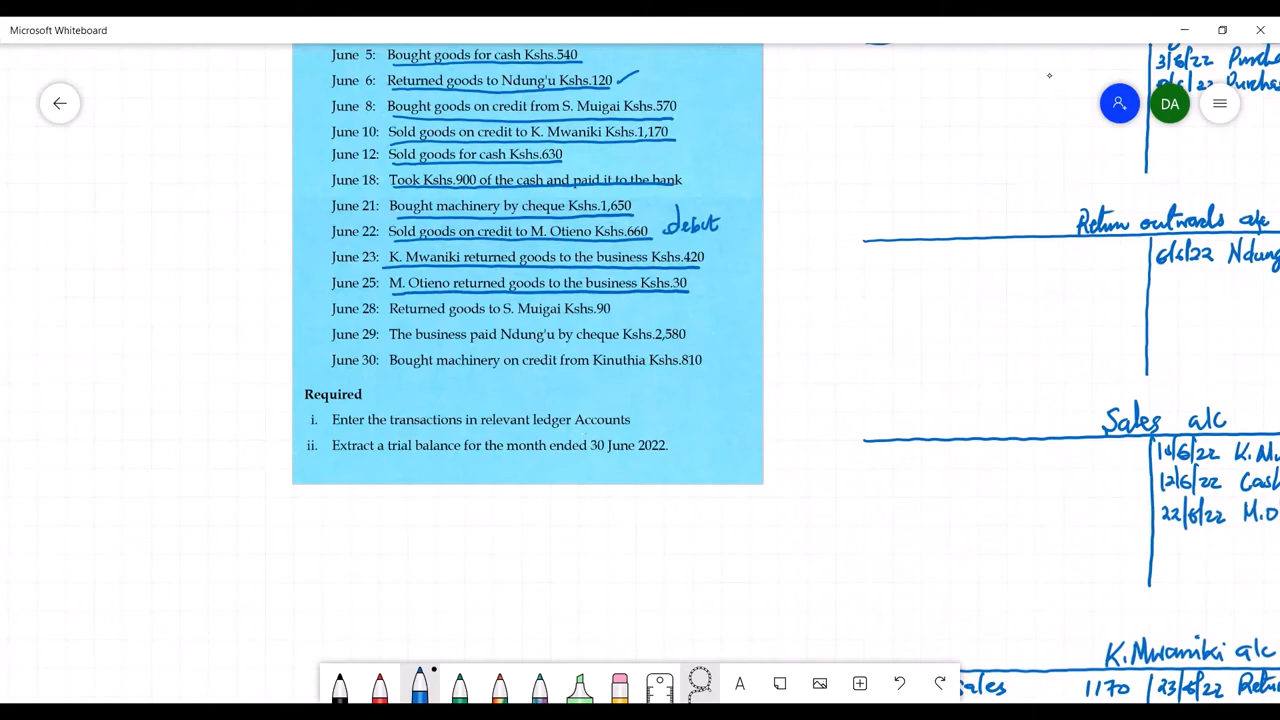 Microsoft Whiteboard
June 5: Bought goods for cash Kshs.540
June 6: Returned goods to Ndung'u Kshs.120
June 8: Bought goods on credit from S. Muigai Kshs.570
June 10: Sold goods on credit to K. Mwaniki Kshs.1,170
June 12: Sold goods for cash Kshs.630
June 18: Took Kshs.900 of the cash and paid it to the bank
June 21: Bought machinery by cheque Kshs.1,650
June 22: Sold goods on credit to M. Otieno Kshs.660
debit
June 23: K. Mwaniki returned goods to the business Kshs.420
June 25: M. Otieno returned goods to the business Kshs.30
June 28: Returned goods to S. Muigai Kshs.90
June 29: The business paid Ndung'u by cheque Kshs.2,580
June 30: Bought machinery on credit from Kinuthia Kshs.810
Required
i. Enter the transactions in relevant ledger Accounts
ii. Extract a trial balance for the month ended 30 June 2022.
3/6/22 Purcha
Purchas
DA
Return outwards a/c
6/6/22 Ndung
Sales a/c
K.Mw
12/6/22 Cash
22/6/22 M.O
K.Mwaniki a/c
sales 1170 23/6/22 Retur
A